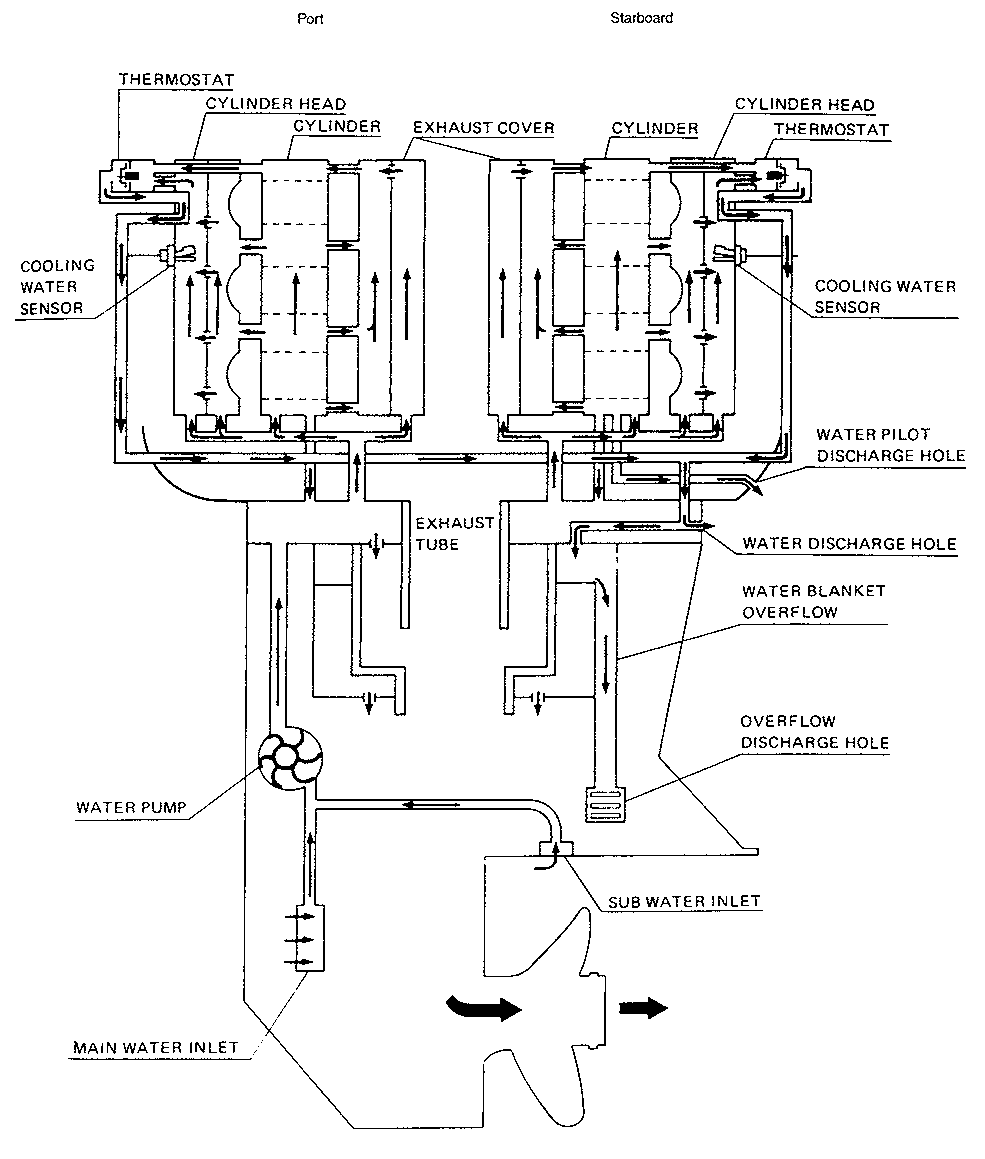 Port
Starboard
THERMOSTAT
CYLINDER HEAD
CYLINDER
EXHAUST COVER
CYLINDER
CYLINDER HEAD
THERMOSTAT
COOLING
WATER
SENSOR
COOLING WATER
SENSOR
WATER PILOT
DISCHARGE HOLE
EXHAUST
TUBE
WATER DISCHARGE HOLE
WATER BLANKET
OVERFLOW
OVERFLOW
DISCHARGE HOLE
WATER PUMP
SUB WATER INLET
MAIN WATER INLET